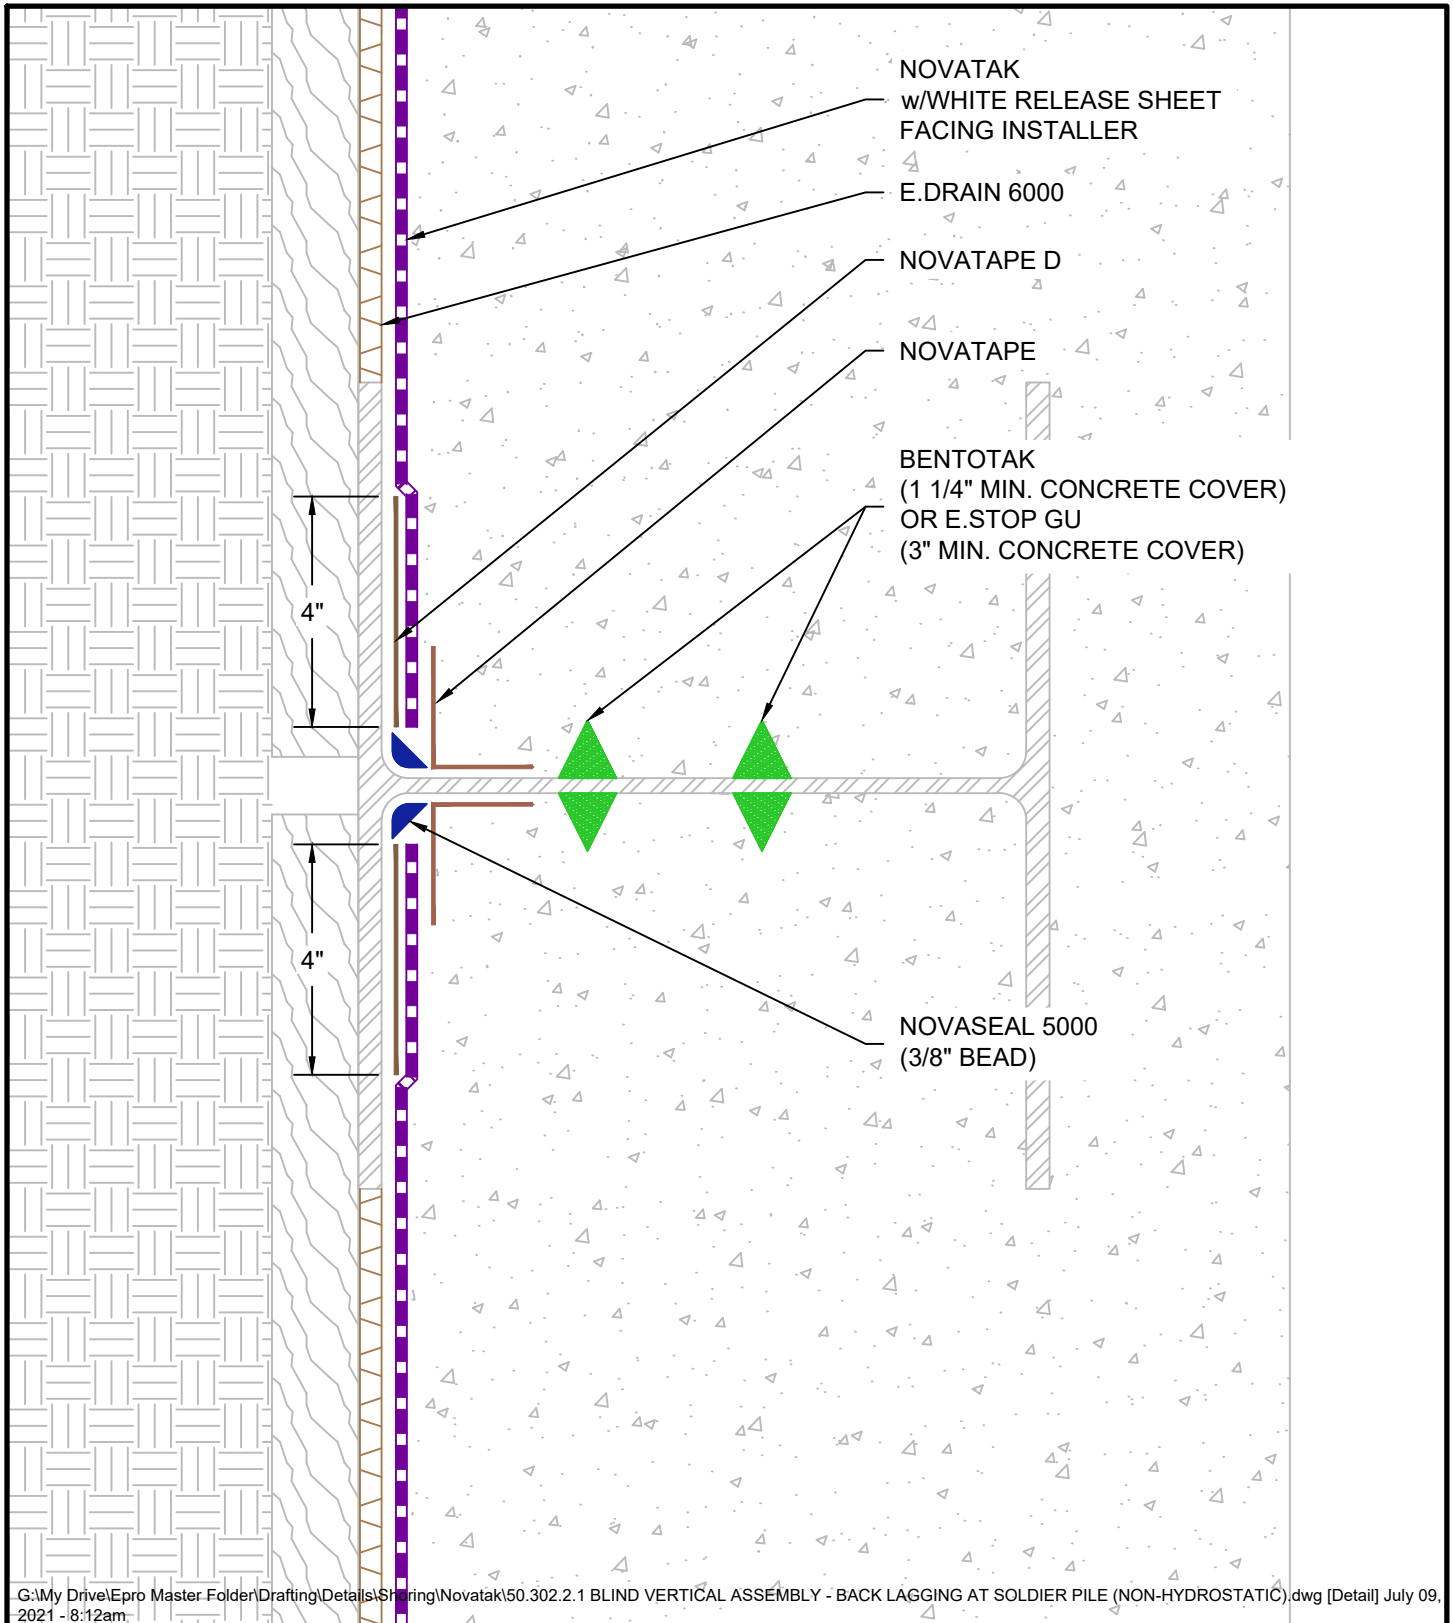 NOVATAK
w/WHITE RELEASE SHEET
FACING INSTALLER
E.DRAIN 6000
NOVATAPE D
NOVATAPE
BENTOTAK
(1 1/4" MIN. CONCRETE COVER)
OR E.STOP GU
(3" MIN. CONCRETE COVER)
4"
4"
NOVASEAL 5000
(3/8" BEAD)
G:\My Drive\Epro Master Folder\Drafting\Details\Shoring\Novatak\50.302.2.1 BLIND VERTICAL ASSEMBLY - BACK LAGGING AT SOLDIER PILE (NON-HYDROSTATIC).dwg [Detail] July 09,
2021 - 8:12am